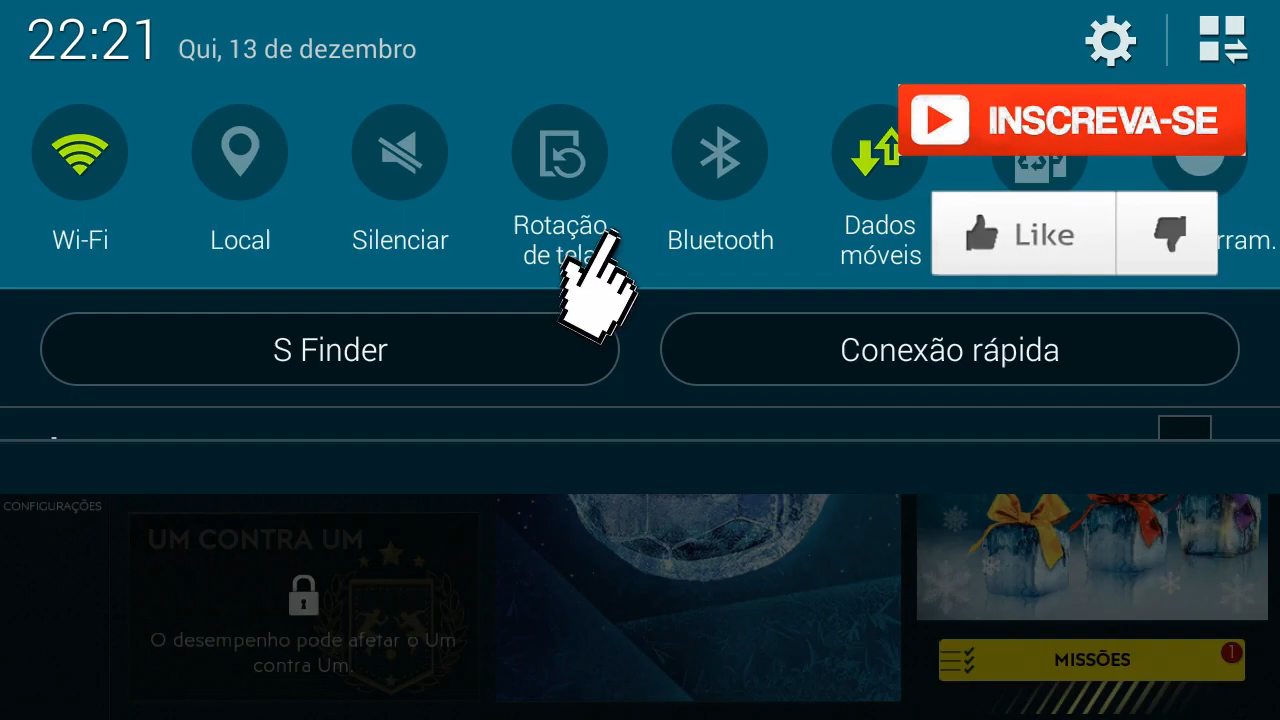 22:21 Qui, 13 de dezembro
INSCREVA-SE
Wi-Fi
Local
Silenciar
Rotação
de tela
Bluetooth
Dados
móveis
Like
rram.
S Finder
Conexão rápida
CONFIGURAÇÕES
UM CONTRA UM
O desempenho pode afetar o Um
contra Um.
MISSÕES
1